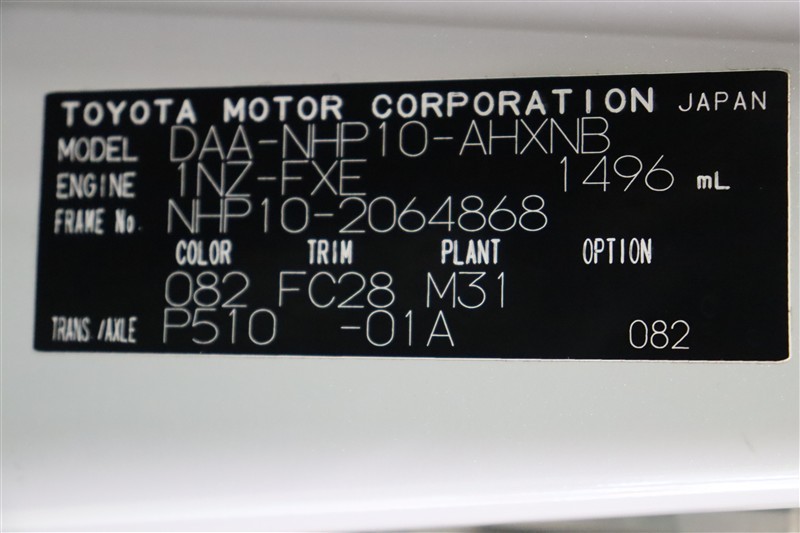 TOYOTA MOTOR CORPORATION JAPAN
MODEL DAA-NHP10-AHXNB
ENGINE 1NZ-FXE 1496 mL
FRAME No. NHP10-2064868
COLOR TRIM PLANT OPTION
082 FC28 M31
TRANS./AXLE P510 -01A 082